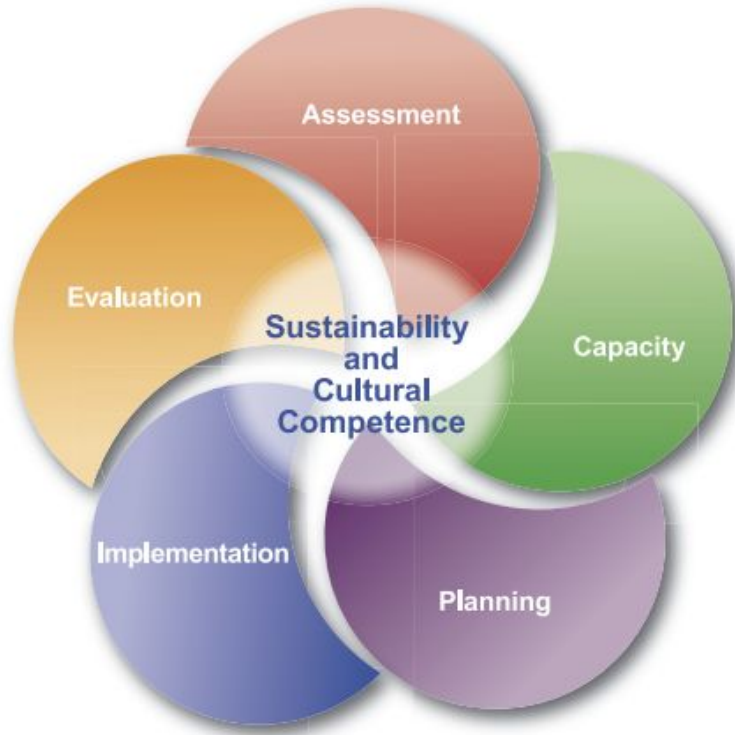 Assessment
Capacity
Planning
Implementation
Evaluation
Sustainability
and
Cultural
Competence